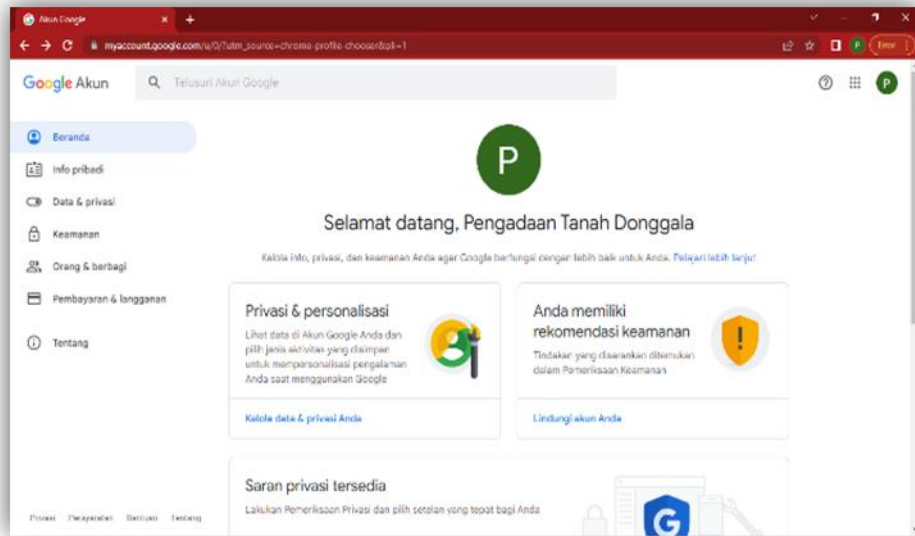 Akun Google
myaccount.google.com/u/0/?utm_source=chrome-profile-chooser&pli=1
P
Error
Google Akun
Telusuri Akun Google
P
Beranda
Info pribadi
Data & privasi
Keamanan
Orang & berbagi
Pembayaran & langganan
Tentang
P
Selamat datang, Pengadaan Tanah Donggala
Kelola info, privasi, dan keamanan Anda agar Google berfungsi dengan lebih baik untuk Anda. Pelajari lebih lanjut
Privasi & personalisasi
Lihat data di Akun Google Anda dan
pilih jenis aktivitas yang disimpan
untuk mempersonalisasi pengalaman
Anda saat menggunakan Google
Kelola data & privasi Anda
Anda memiliki
rekomendasi keamanan
Tindakan yang disarankan ditemukan
dalam Pemeriksaan Keamanan
Lindungi akun Anda
Saran privasi tersedia
Lakukan Pemeriksaan Privasi dan pilih setelan yang tepat bagi Anda
G
Privasi Persyaratan Bantuan Tentang